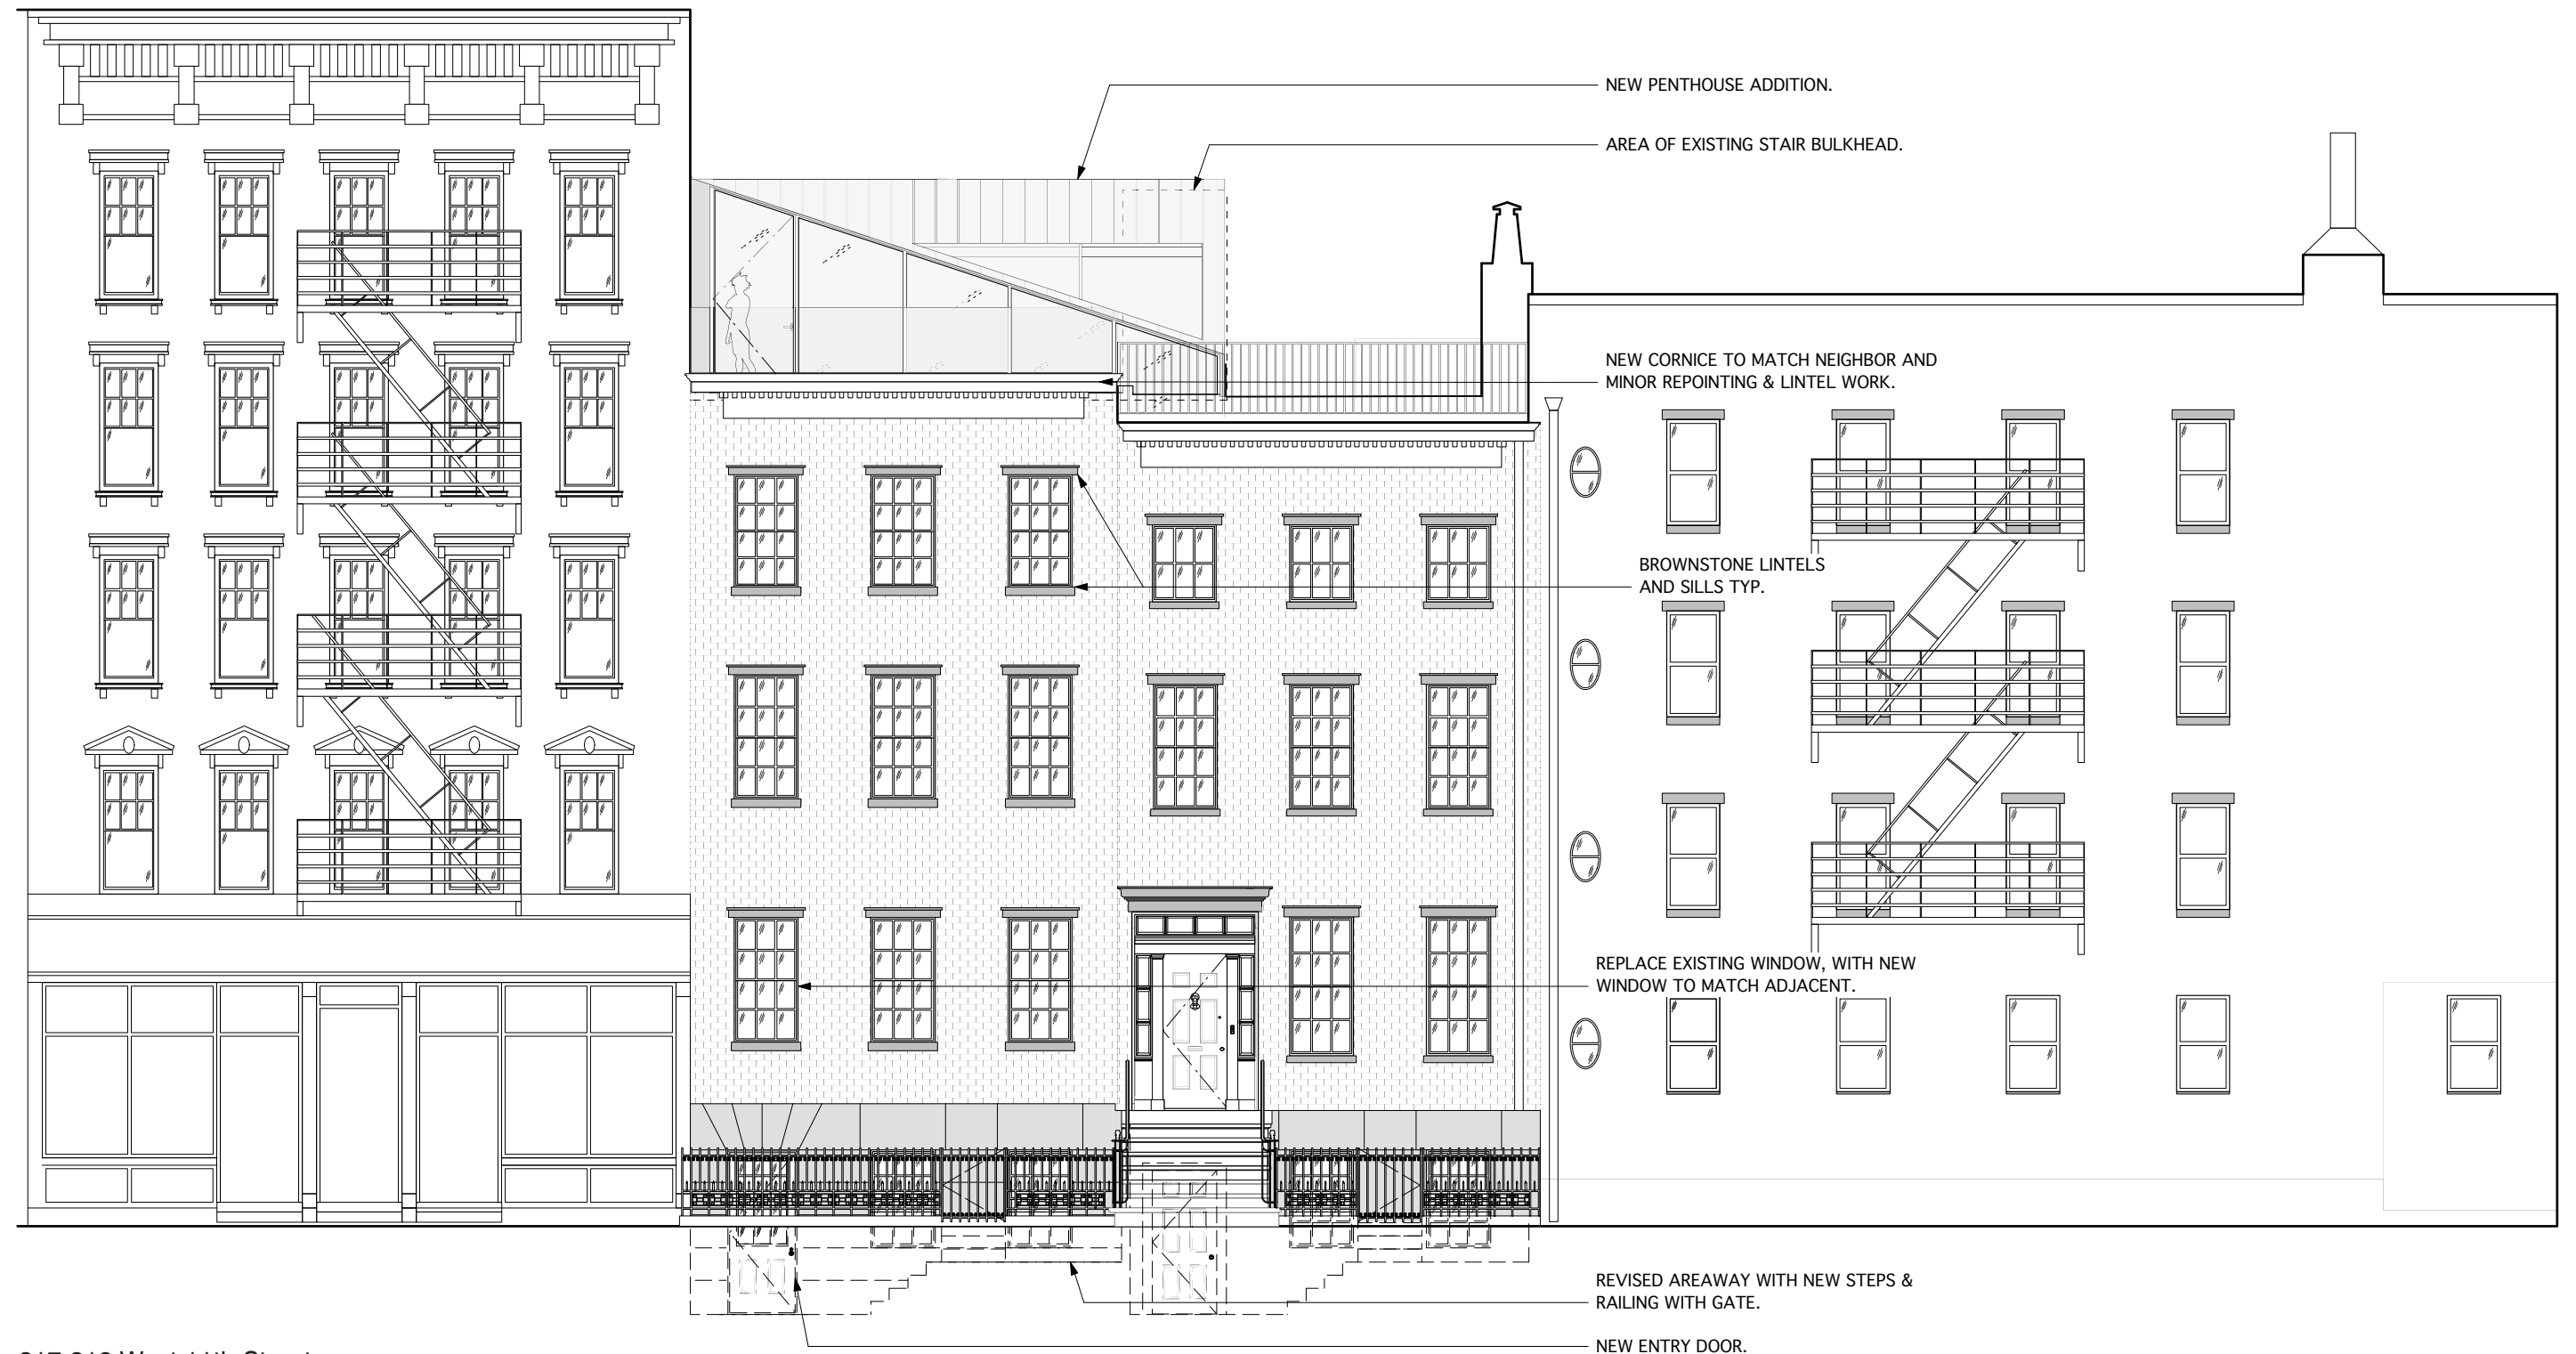 NEW PENTHOUSE ADDITION.
AREA OF EXISTING STAIR BULKHEAD.
NEW CORNICE TO MATCH NEIGHBOR AND
MINOR REPOINTING & LINTEL WORK.
BROWNSTONE LINTELS
AND SILLS TYP.
REPLACE EXISTING WINDOW, WITH NEW
WINDOW TO MATCH ADJACENT.
REVISED AREAWAY WITH NEW STEPS &
RAILING WITH GATE.
NEW ENTRY DOOR.